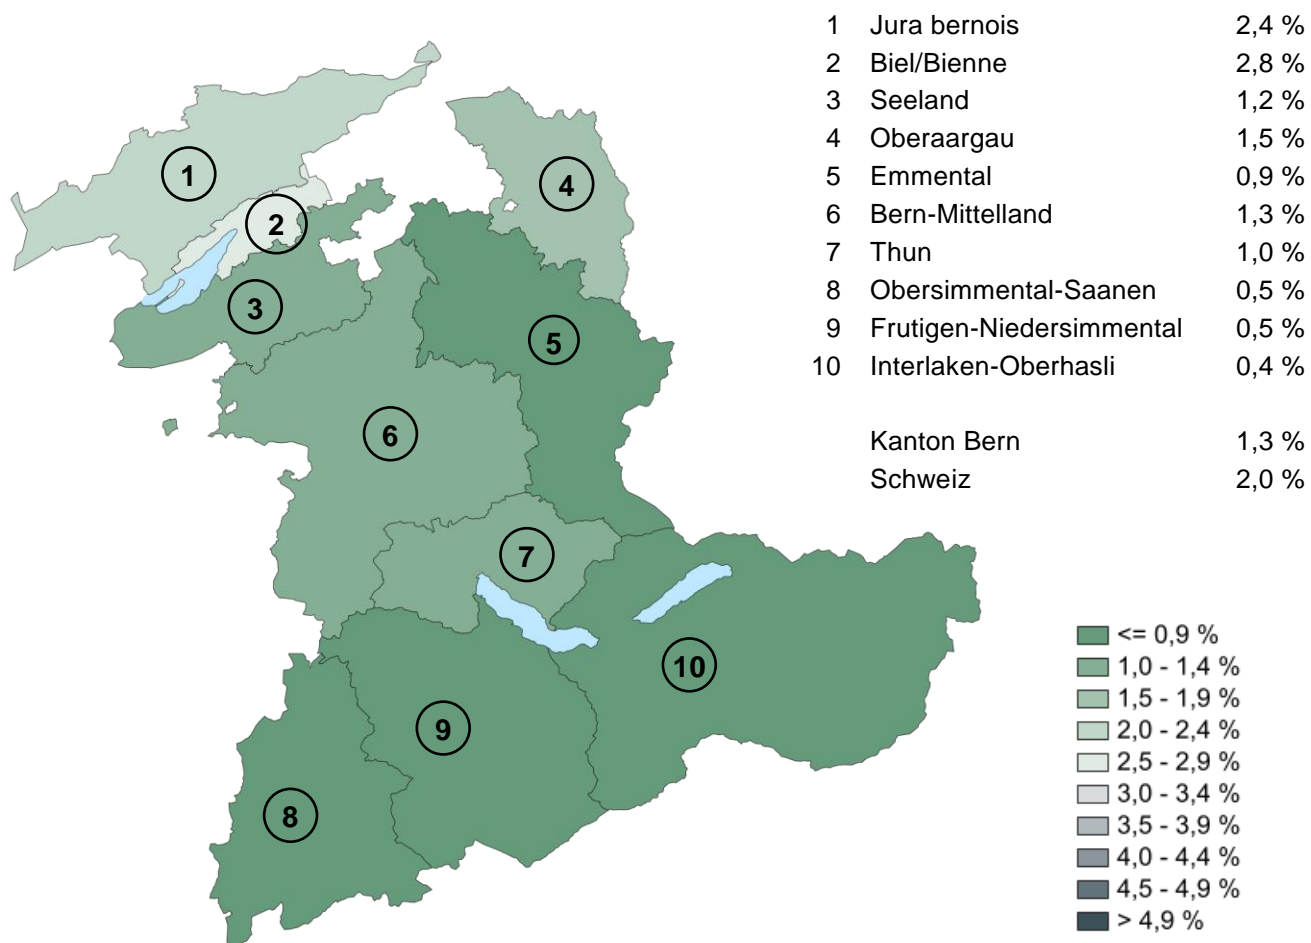 1 Jura bernois 2,4 %
2 Biel/Bienne 2,8 %
3 Seeland 1,2 %
4 Oberaargau 1,5 %
5 Emmental 0,9 %
6 Bern-Mittelland 1,3 %
7 Thun 1,0 %
8 Obersimmental-Saanen 0,5 %
9 Frutigen-Niedersimmental 0,5 %
10 Interlaken-Oberhasli 0,4 %
Kanton Bern 1,3 %
Schweiz 2,0 %
1
4
2
3
5
6
7
10
9
8
<= 0,9 %
1,0 - 1,4 %
1,5 - 1,9 %
2,0 - 2,4 %
2,5 - 2,9 %
3,0 - 3,4 %
3,5 - 3,9 %
4,0 - 4,4 %
4,5 - 4,9 %
> 4,9 %